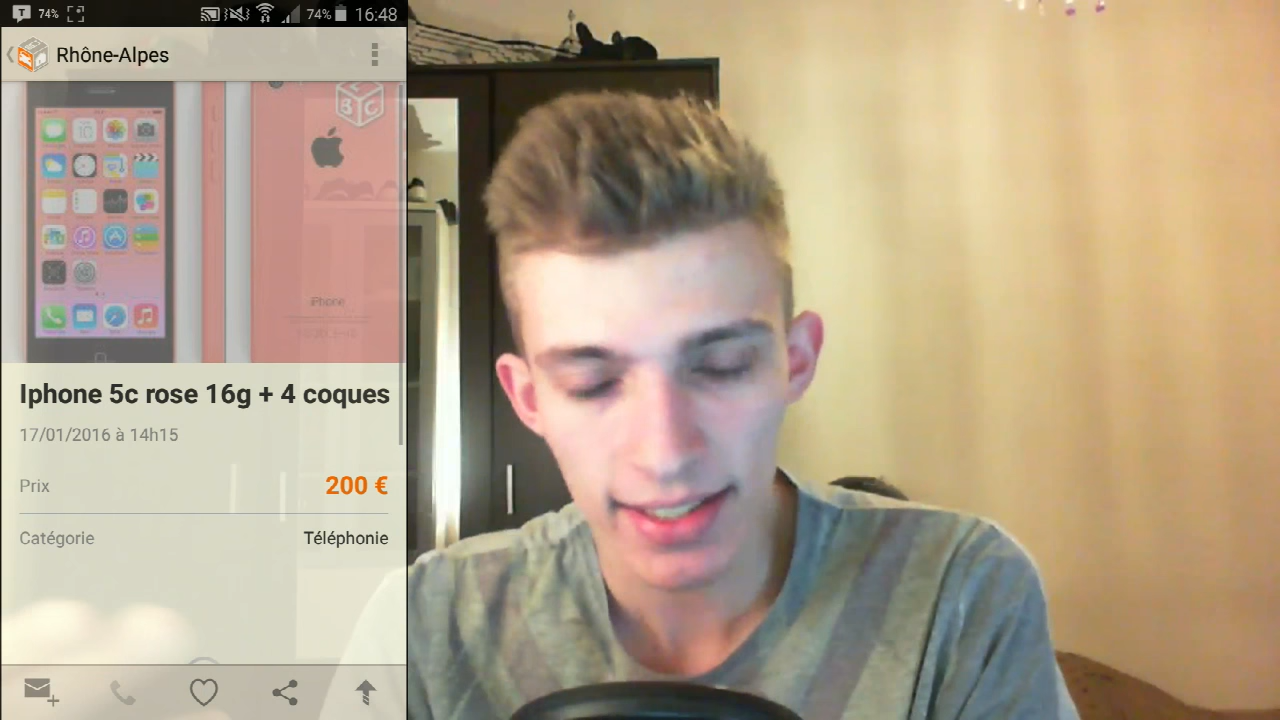 74%
74% 16:48
Rhône-Alpes
LBC
iPhone
Iphone 5c rose 16g + 4 coques
17/01/2016 à 14h15
Prix 200 €
Catégorie Téléphonie